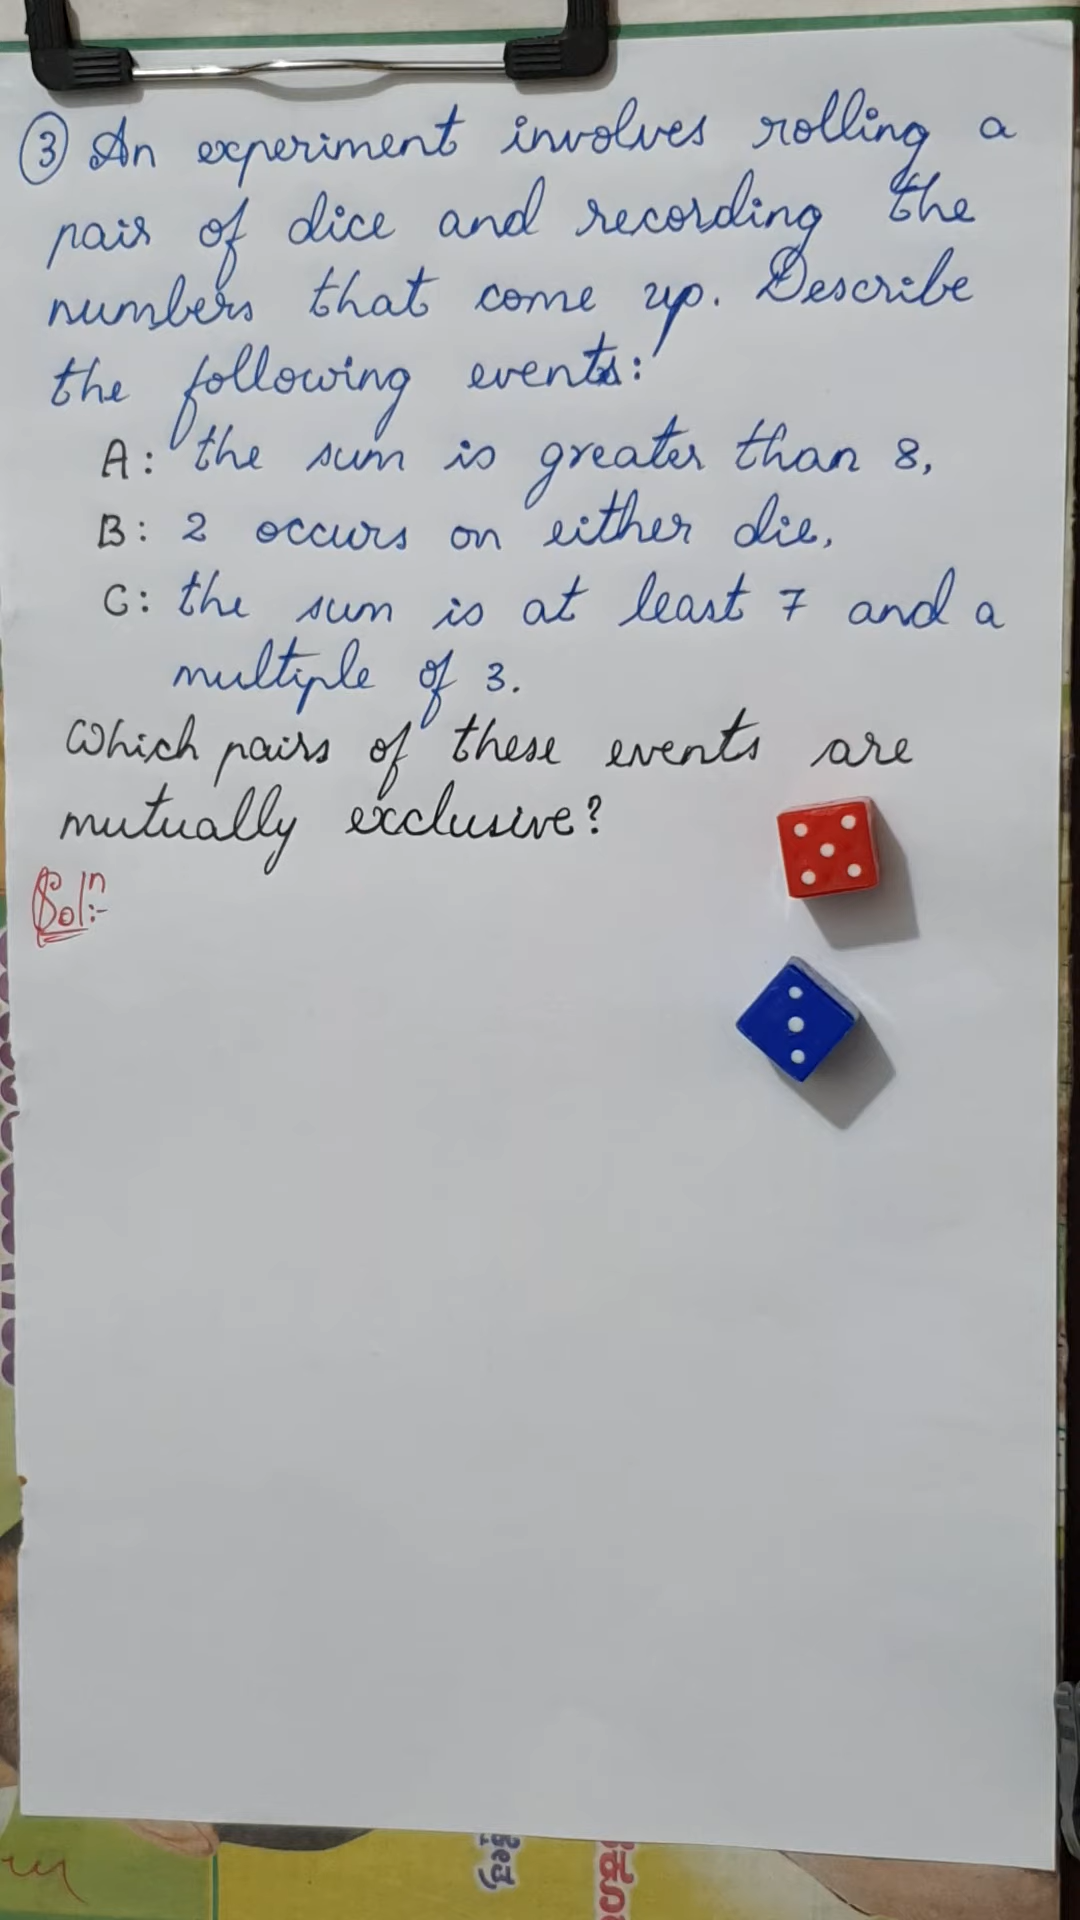 ③ An experiment involves rolling a
pair of dice and recording the
numbers that come up. Describe
the following events:
A: the sum is greater than 8,
B: 2 occurs on either die,
C: the sum is at least 7 and a
multiple of 3.
Which pairs of these events are
mutually exclusive?
Solⁿ:-